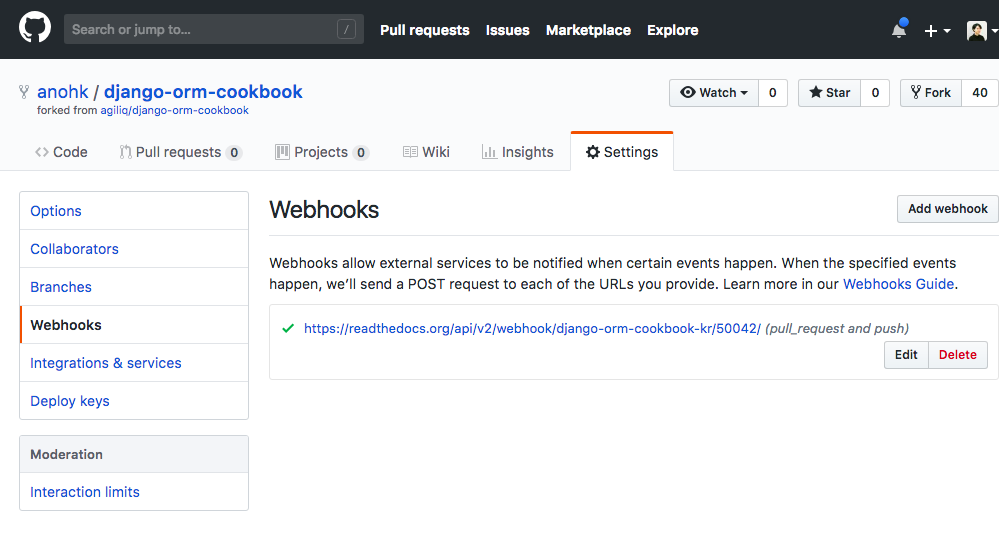 Search or jump to... /
Pull requests Issues Marketplace Explore
anohk / django-orm-cookbook
forked from agiliq/django-orm-cookbook
Watch 0 Star 0 Fork 40
Code Pull requests 0 Projects 0 Wiki Insights Settings
Options
Collaborators
Branches
Webhooks
Integrations & services
Deploy keys
Moderation
Interaction limits
Webhooks
Add webhook
Webhooks allow external services to be notified when certain events happen. When the specified events
happen, we’ll send a POST request to each of the URLs you provide. Learn more in our Webhooks Guide.
https://readthedocs.org/api/v2/webhook/django-orm-cookbook-kr/50042/ (pull_request and push)
Edit Delete